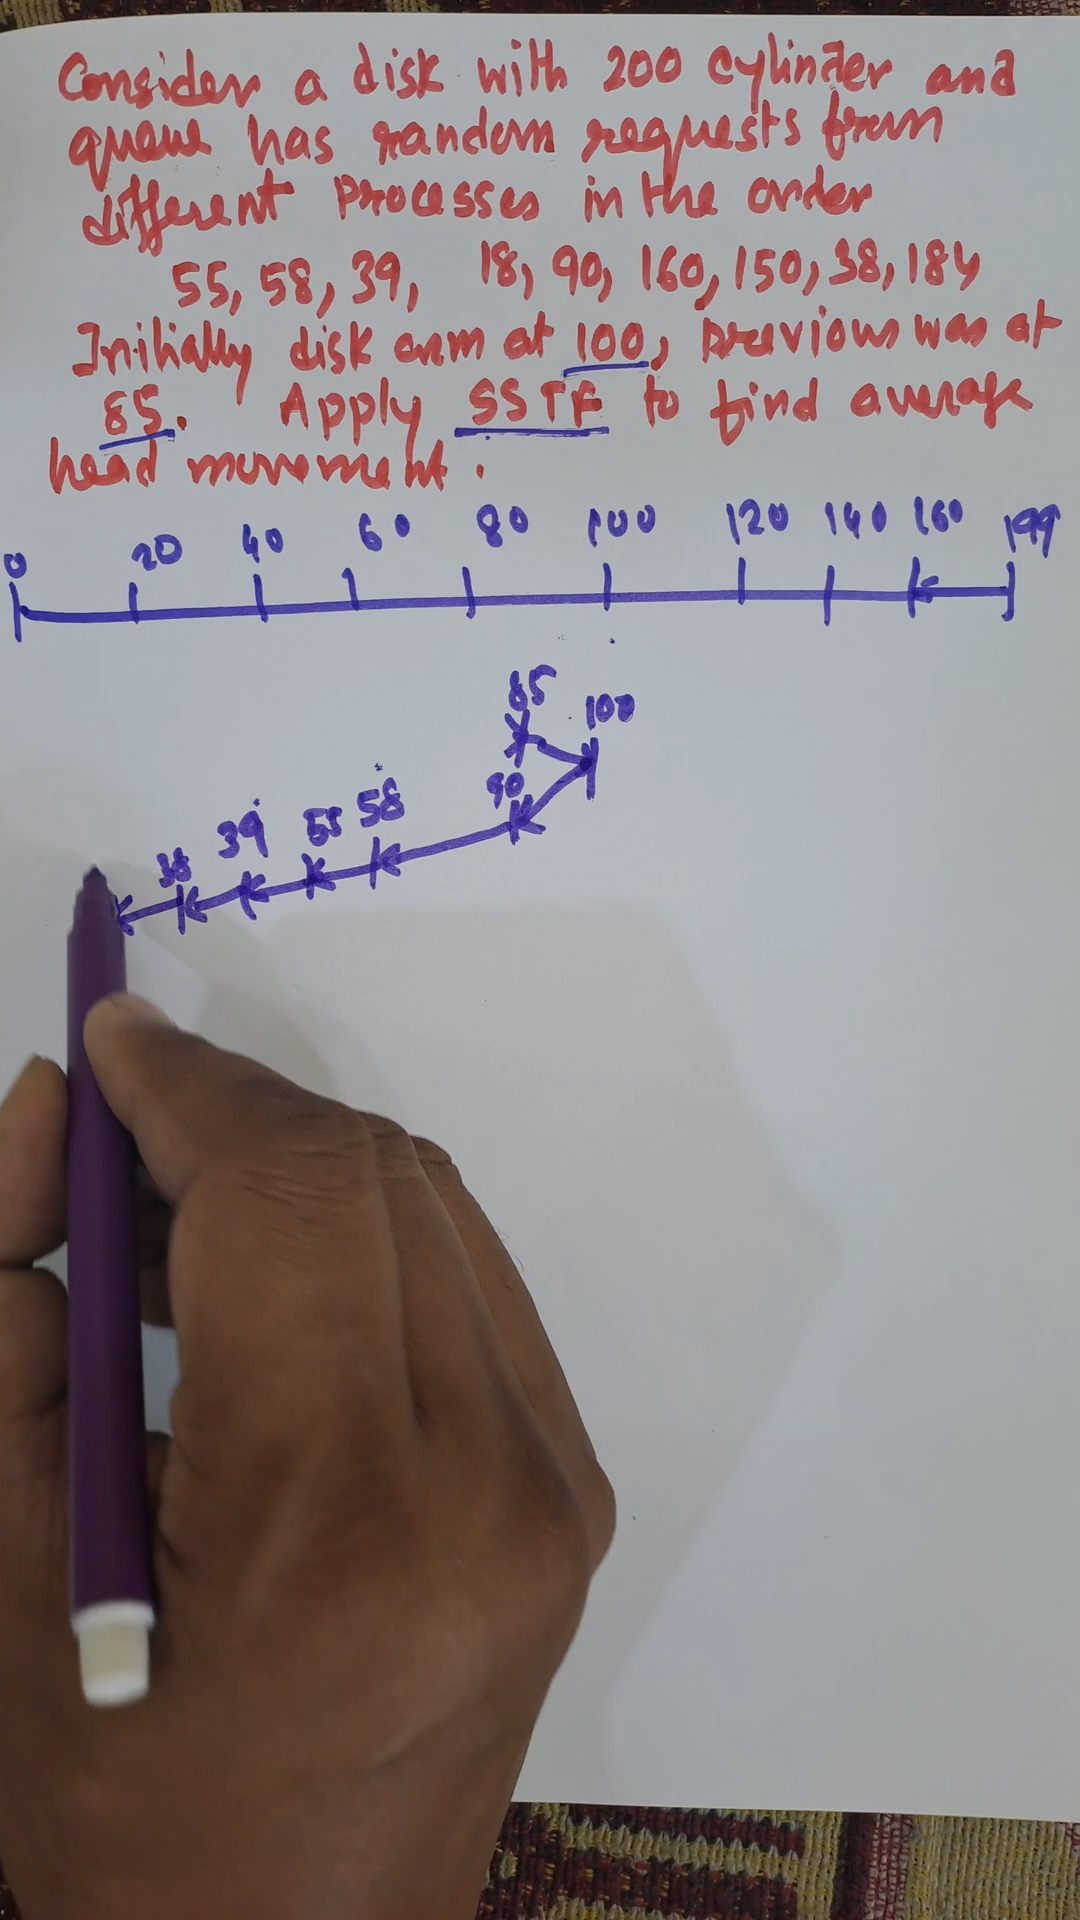 Consider a disk with 200 cylinder and
queue has random requests from
different Processes in the order
55, 58, 39, 18, 90, 160, 150, 38, 184
Initially disk arm at 100, previous was at
85. Apply SSTF to find average
head movement.
0 20 40 60 80 100 120 140 160 199
85 100
90
38 39 55 58